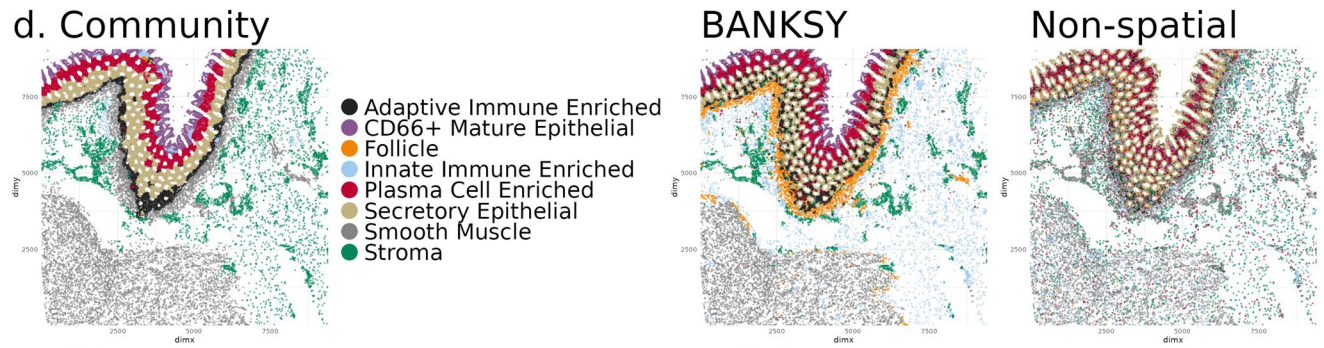 d. Community
BANKSY
Non-spatial
7500
5000
2500
dimy
2500
5000
7500
dimx
Adaptive Immune Enriched
CD66+ Mature Epithelial
Follicle
Innate Immune Enriched
Plasma Cell Enriched
Secretory Epithelial
Smooth Muscle
Stroma
7500
5000
2500
dimy
2500
5000
7500
dimx
7500
5000
2500
dimy
2500
5000
7500
dimx